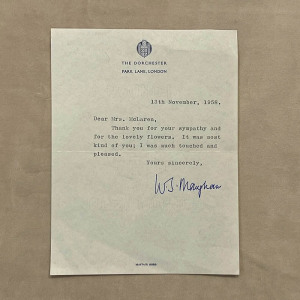 THE DORCHESTER
PARK LANE, LONDON
13th November, 1956.
Dear Mrs. McLaren,
Thank you for your sympathy and
for the lovely flowers. It was most
kind of you; I was much touched and
pleased.
Yours sincerely,
W.S. Maugham